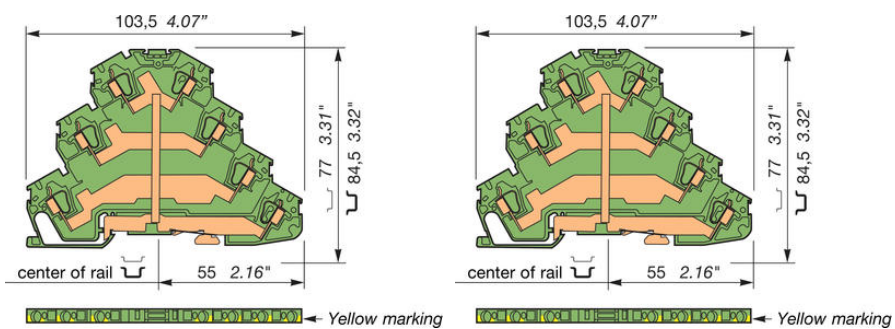 103,5 4.07"
77 3.31"
84,5 3.32"
center of rail
55 2.16"
Yellow marking
103,5 4.07"
77 3.31"
84,5 3.32"
center of rail
55 2.16"
Yellow marking